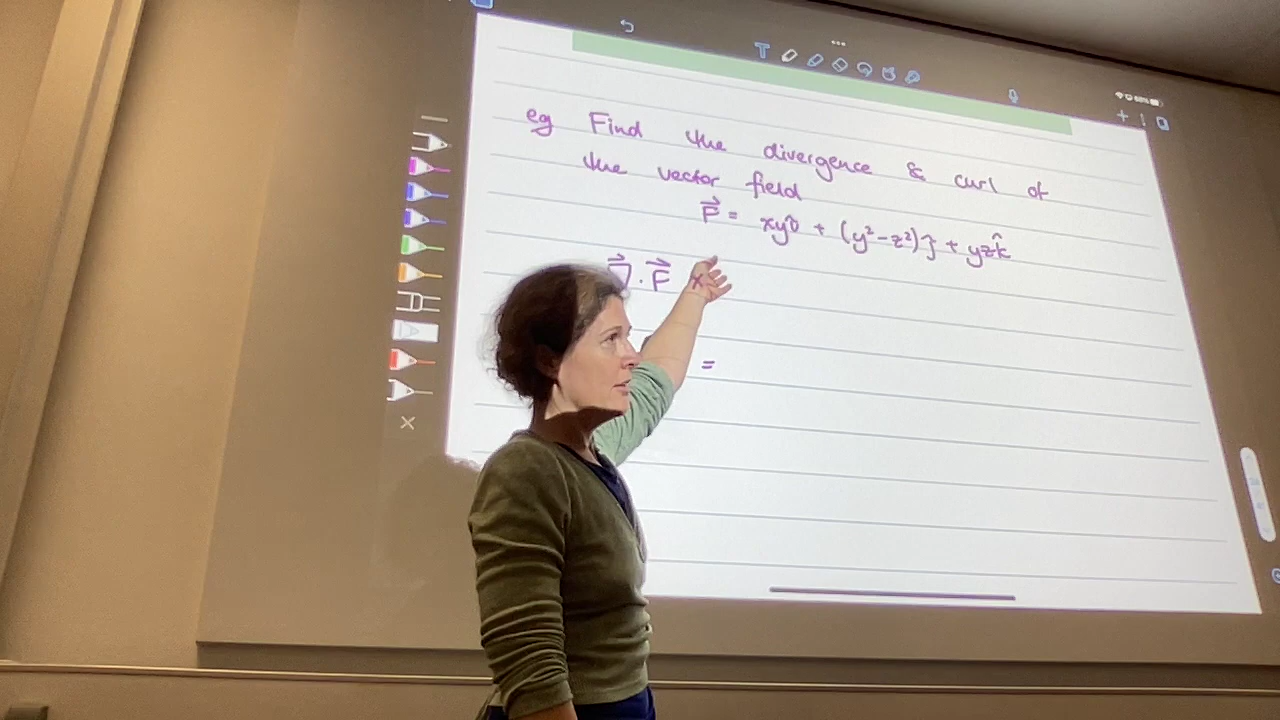 eg Find the divergence & curl of
the vector field
F⃗ = xyî + (y²-z²)ĵ + yzk̂
∇⃗ . F⃗
=